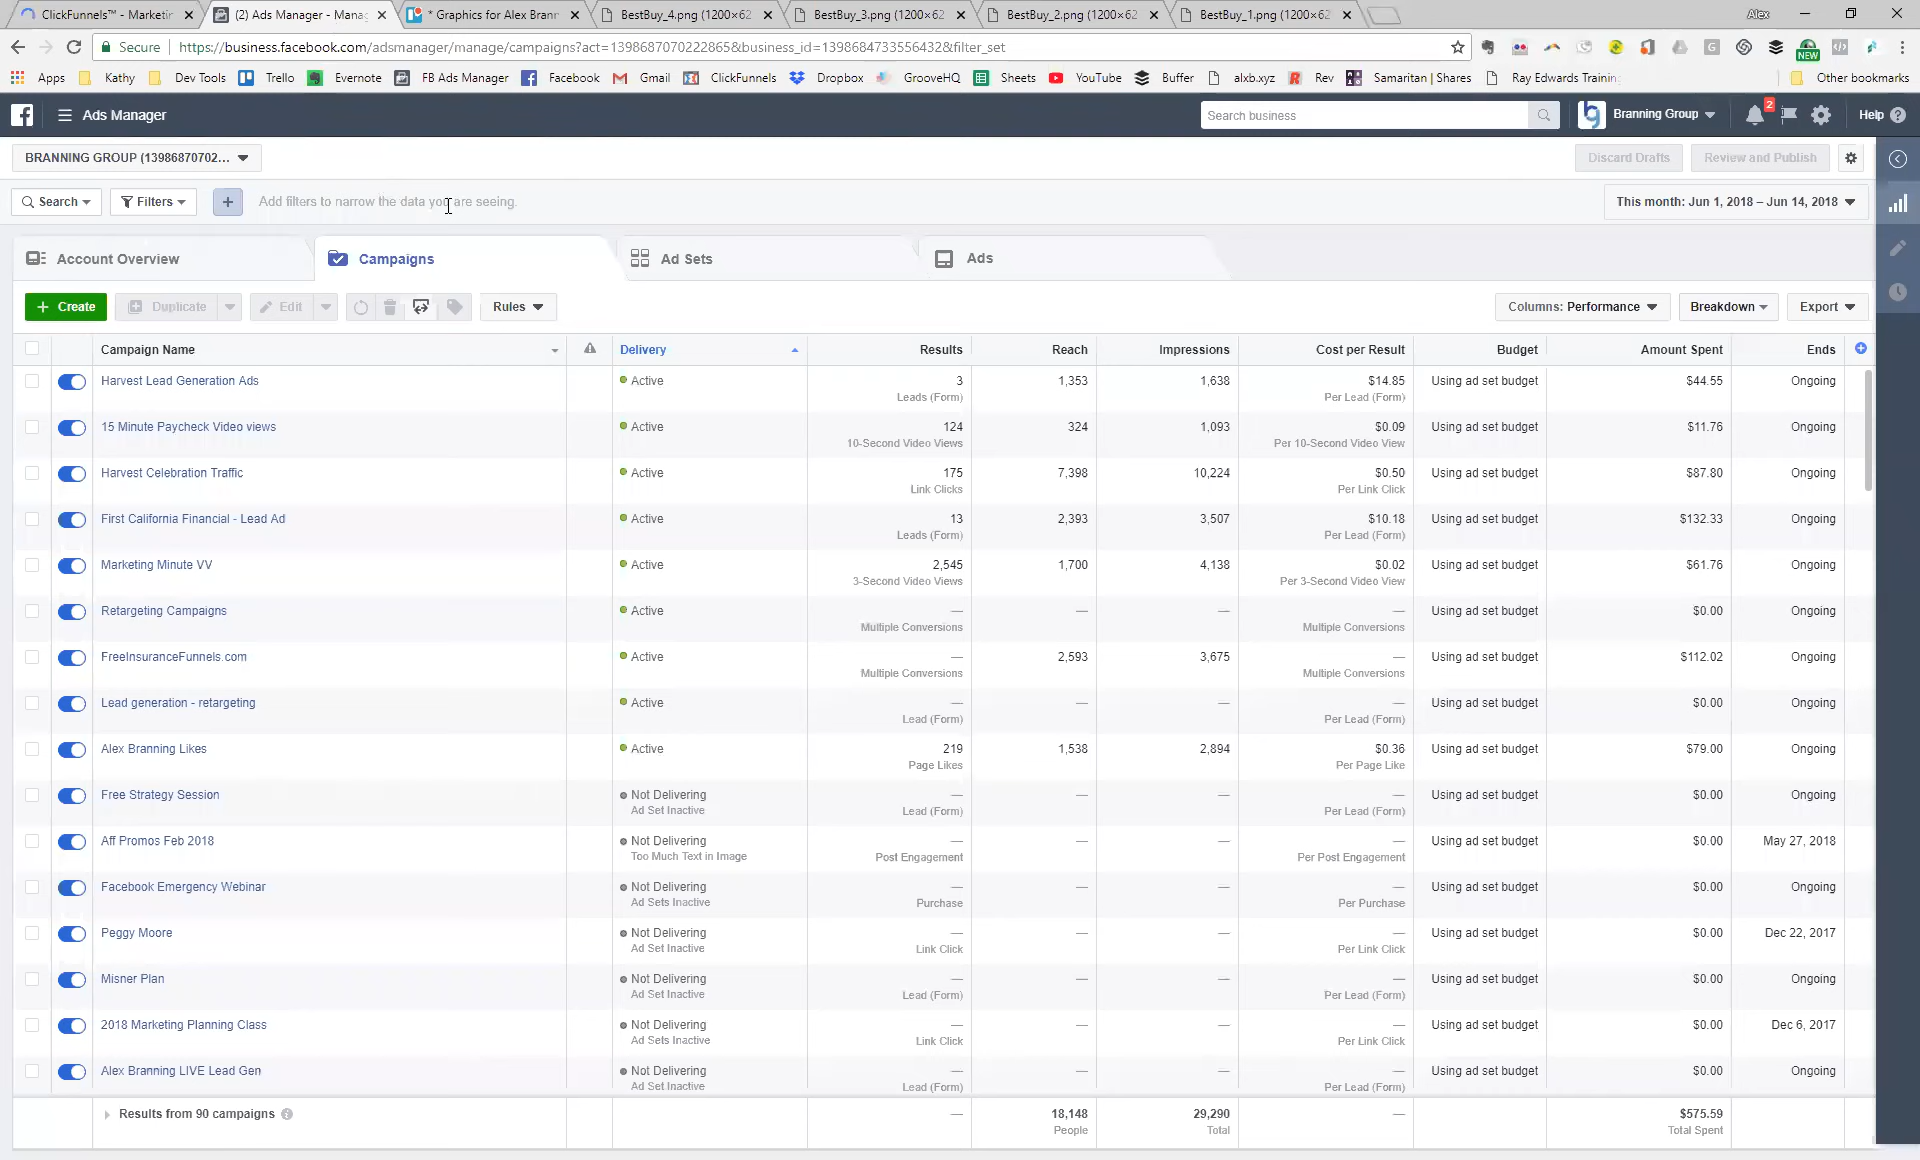 ClickFunnels™ - Marketin
(2) Ads Manager - Manag
* Graphics for Alex Brann
BestBuy_4.png (1200×62
BestBuy_3.png (1200×62
BestBuy_2.png (1200×62
BestBuy_1.png (1200×62
Alex
Secure https://business.facebook.com/adsmanager/manage/campaigns?act=1398687070222865&business_id=1398684733556432&filter_set
NEW
Apps Kathy Dev Tools Trello Evernote FB Ads Manager Facebook Gmail ClickFunnels Dropbox GrooveHQ Sheets YouTube Buffer alxb.xyz Rev Samaritan | Shares Ray Edwards Trainin Other bookmarks
Ads Manager
Search business
Branning Group
2
Help
BRANNING GROUP (13986870702...
Discard Drafts
Review and Publish
Search
Filters
Add filters to narrow the data you are seeing.
This month: Jun 1, 2018 – Jun 14, 2018
Account Overview
Campaigns
Ad Sets
Ads
+ Create
Duplicate
Edit
Rules
Columns: Performance
Breakdown
Export
Campaign Name Delivery Results Reach Impressions Cost per Result Budget Amount Spent Ends
Harvest Lead Generation Ads Active 3 1,353 1,638 $14.85 Using ad set budget $44.55 Ongoing
Leads (Form) Per Lead (Form)
15 Minute Paycheck Video views Active 124 324 1,093 $0.09 Using ad set budget $11.76 Ongoing
10-Second Video Views Per 10-Second Video View
Harvest Celebration Traffic Active 175 7,398 10,224 $0.50 Using ad set budget $87.80 Ongoing
Link Clicks Per Link Click
First California Financial - Lead Ad Active 13 2,393 3,507 $10.18 Using ad set budget $132.33 Ongoing
Leads (Form) Per Lead (Form)
Marketing Minute VV Active 2,545 1,700 4,138 $0.02 Using ad set budget $61.76 Ongoing
3-Second Video Views Per 3-Second Video View
Retargeting Campaigns Active — — — — Using ad set budget $0.00 Ongoing
Multiple Conversions Multiple Conversions
FreeInsuranceFunnels.com Active — 2,593 3,675 — Using ad set budget $112.02 Ongoing
Multiple Conversions Multiple Conversions
Lead generation - retargeting Active — — — — Using ad set budget $0.00 Ongoing
Lead (Form) Per Lead (Form)
Alex Branning Likes Active 219 1,538 2,894 $0.36 Using ad set budget $79.00 Ongoing
Page Likes Per Page Like
Free Strategy Session Not Delivering — — — — Using ad set budget $0.00 Ongoing
Ad Set Inactive Lead (Form) Per Lead (Form)
Aff Promos Feb 2018 Not Delivering — — — — Using ad set budget $0.00 May 27, 2018
Too Much Text in Image Post Engagement Per Post Engagement
Facebook Emergency Webinar Not Delivering — — — — Using ad set budget $0.00 Ongoing
Ad Sets Inactive Purchase Per Purchase
Peggy Moore Not Delivering — — — — Using ad set budget $0.00 Dec 22, 2017
Ad Set Inactive Link Click Per Link Click
Misner Plan Not Delivering — — — — Using ad set budget $0.00 Ongoing
Ad Set Inactive Lead (Form) Per Lead (Form)
2018 Marketing Planning Class Not Delivering — — — — Using ad set budget $0.00 Dec 6, 2017
Ad Sets Inactive Link Click Per Link Click
Alex Branning LIVE Lead Gen Not Delivering — — — — Using ad set budget $0.00 Ongoing
Ad Set Inactive Lead (Form) Per Lead (Form)
Results from 90 campaigns — 18,148 29,290 — $575.59
People Total Total Spent